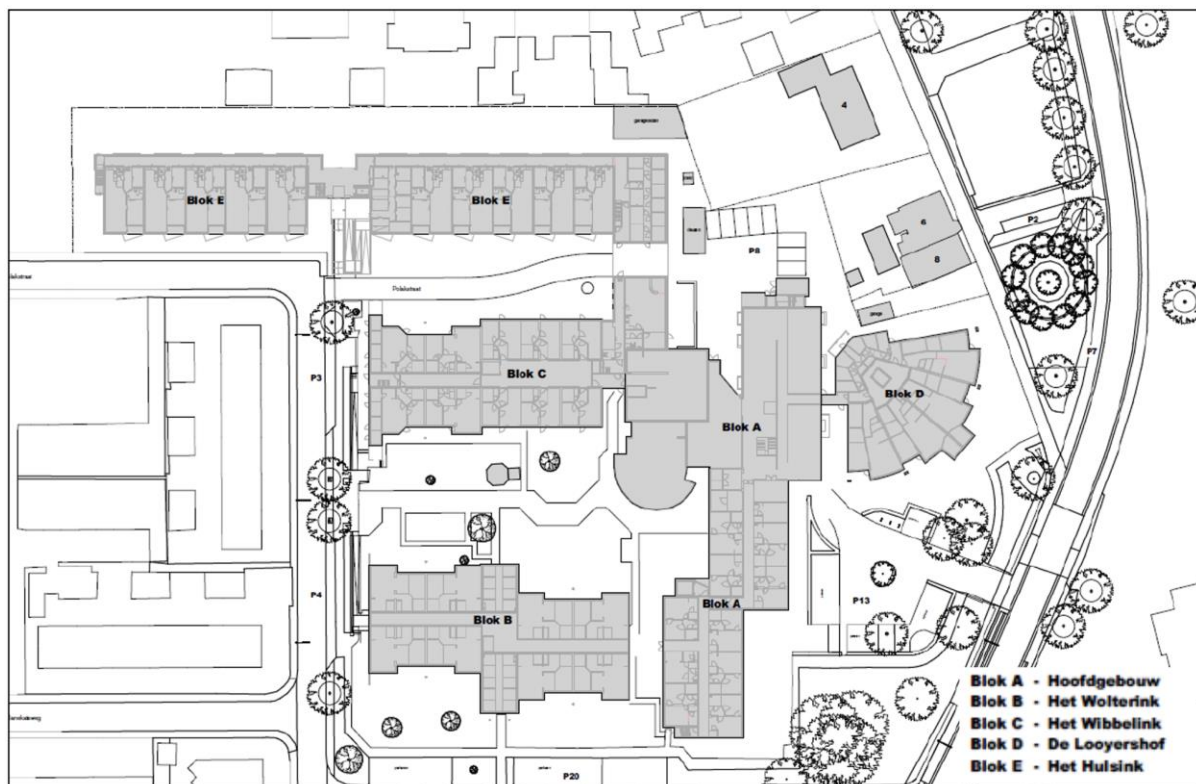 4
Blok E
Blok E
6
8
P2
P8
Polstraat
P3
Blok C
P7
Blok D
Blok A
P4
Blok B
Blok A
P13
P20
Blok A - Hoofdgebouw
Blok B - Het Wolterink
Blok C - Het Wibbelink
Blok D - De Looyershof
Blok E - Het Hulsink